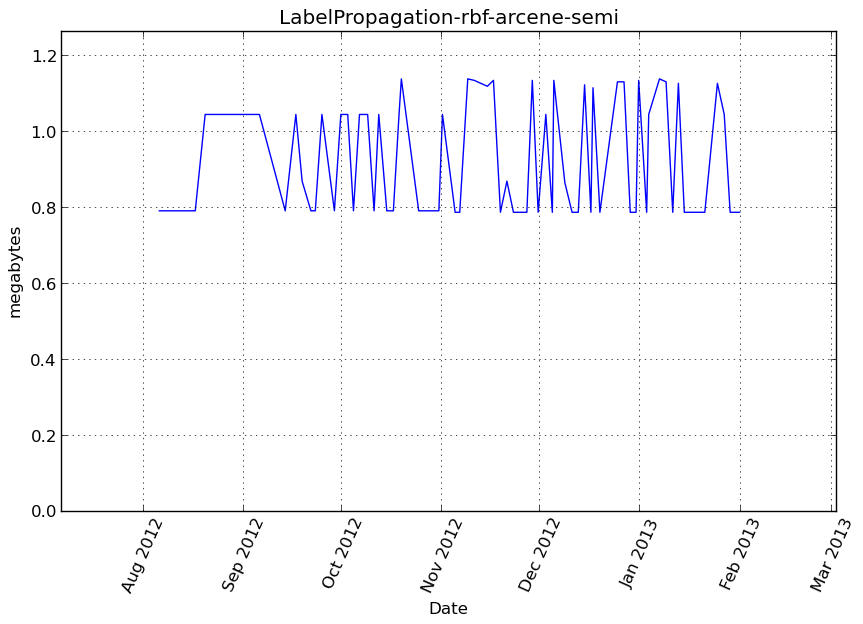 LabelPropagation-rbf-arcene-semi
1.2
1.0
0.8
0.6
0.4
0.2
0.0
megabytes
Aug 2012
Sep 2012
Oct 2012
Nov 2012
Dec 2012
Jan 2013
Feb 2013
Mar 2013
Date